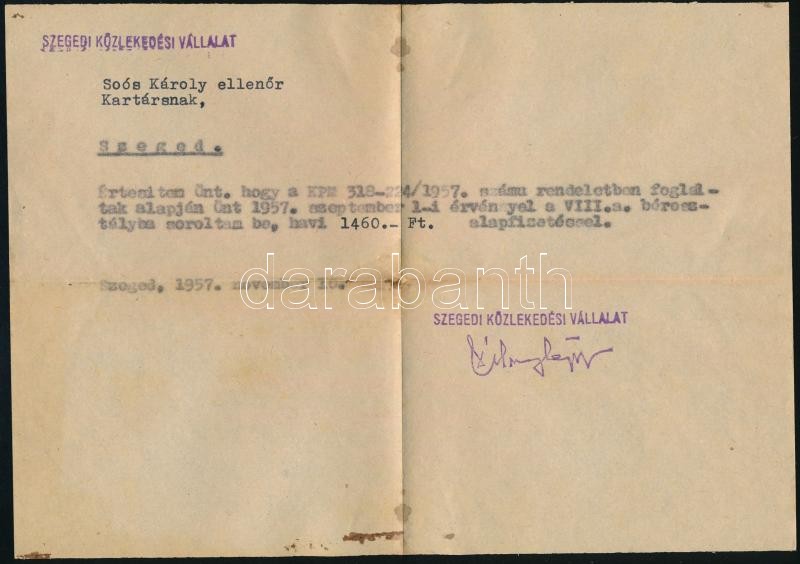 SZEGEDI KÖZLEKEDÉSI VÁLLALAT
Soós Károly ellenőr
Kartársnak,
Szeged.
Értesitem Önt. hogy a KPM 318-224/1957. számu rendeletben foglal-
tak alapján Önt 1957. szeptember 1-i érvénnyel a VIII.a. bérosz-
tályba soroltam be, havi 1460.- Ft. alapfizetéssel.
Szeged, 1957. november
darabanth
SZEGEDI KÖZLEKEDÉSI VÁLLALAT